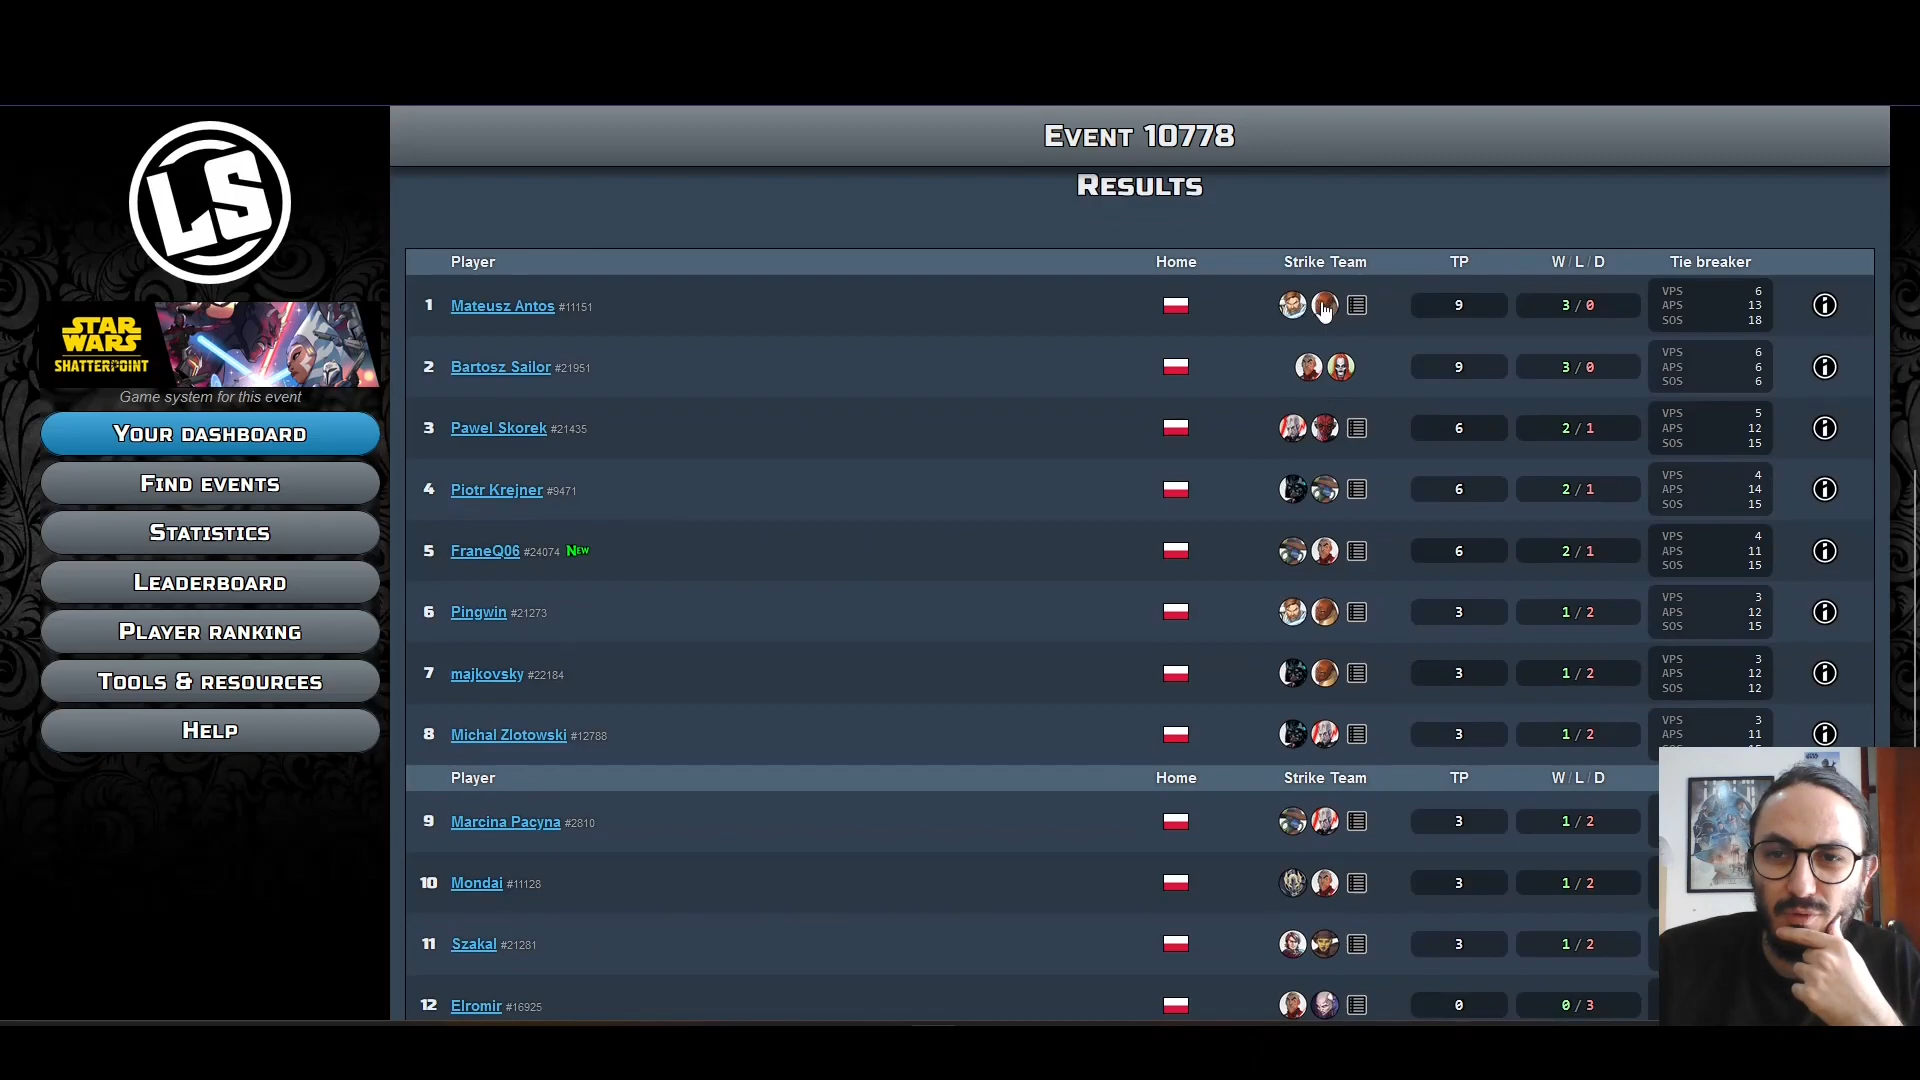 LS
STAR
WARS
SHATTERPOINT
Game system for this event
YOUR DASHBOARD
FIND EVENTS
STATISTICS
LEADERBOARD
PLAYER RANKING
TOOLS & RESOURCES
HELP
EVENT 10778
RESULTS
Player Home Strike Team TP W / L / D Tie breaker
1 Mateusz Antos #11151 9 3 / 0 VPS 6 APS 13 SOS 18
2 Bartosz Sailor #21951 9 3 / 0 VPS 6 APS 6 SOS 6
3 Pawel Skorek #21435 6 2 / 1 VPS 5 APS 12 SOS 15
4 Piotr Krejner #9471 6 2 / 1 VPS 4 APS 14 SOS 15
5 FraneQ06 #24074 NEW 6 2 / 1 VPS 4 APS 11 SOS 15
6 Pingwin #21273 3 1 / 2 VPS 3 APS 12 SOS 15
7 majkovsky #22184 3 1 / 2 VPS 3 APS 12 SOS 12
8 Michal Zlotowski #12788 3 1 / 2 VPS 3 APS 11
Player Home Strike Team TP W / L / D
9 Marcina Pacyna #2810 3 1 / 2
10 Mondai #11128 3 1 / 2
11 Szakal #21281 3 1 / 2
12 Elromir #16925 0 0 / 3